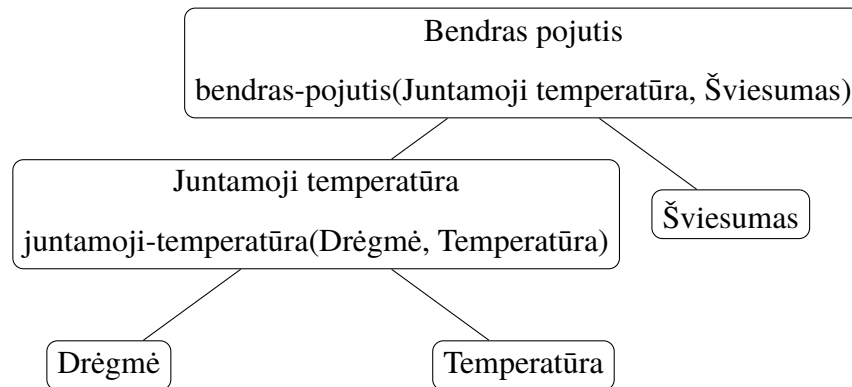 Bendras pojutis
bendras-pojutis(Juntamoji temperatūra, Šviesumas)
Juntamoji temperatūra
juntamoji-temperatūra(Drėgmė, Temperatūra)
Šviesumas
Drėgmė
Temperatūra